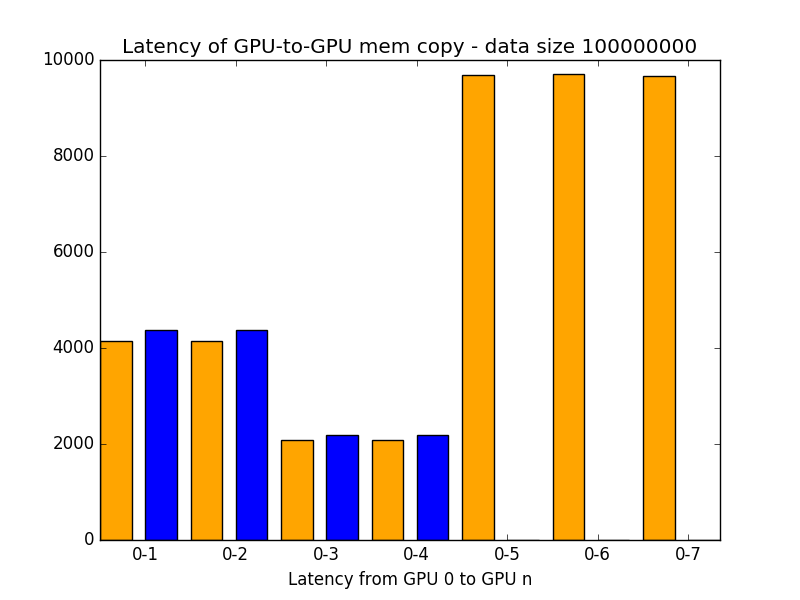 Latency of GPU-to-GPU mem copy - data size 100000000
10000
8000
6000
4000
2000
0
0-1 0-2 0-3 0-4 0-5 0-6 0-7
Latency from GPU 0 to GPU n